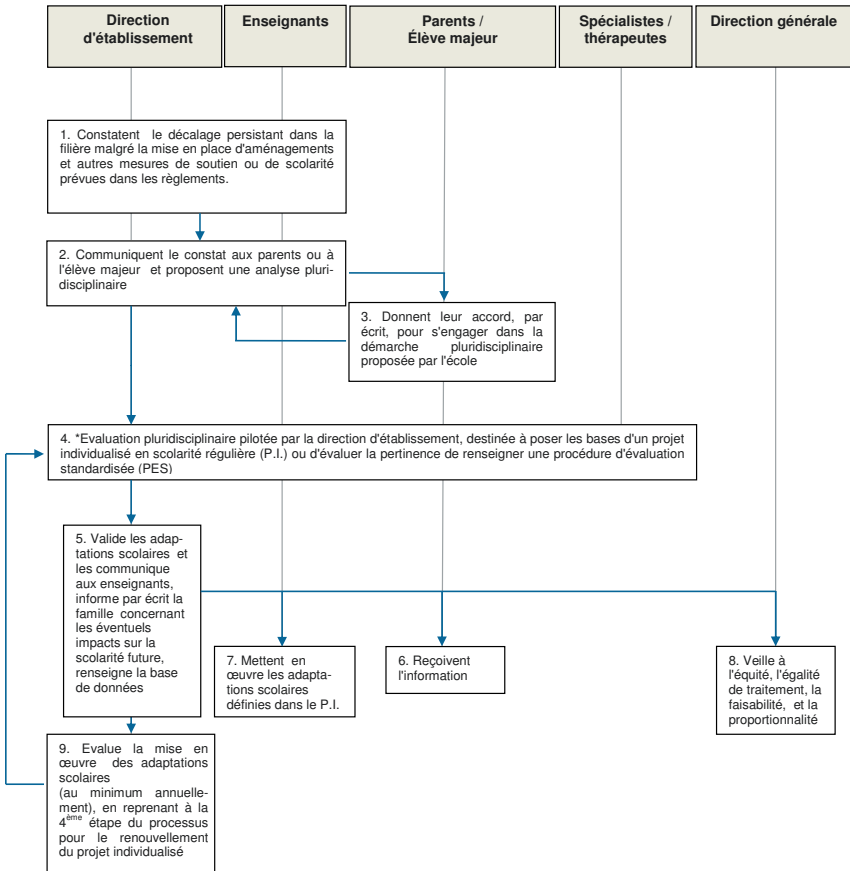 Direction
d'établissement
Enseignants
Parents /
Élève majeur
Spécialistes /
thérapeutes
Direction générale
1. Constatent le décalage persistant dans la
filière malgré la mise en place d'aménagements
et autres mesures de soutien ou de scolarité
prévues dans les règlements.
2. Communiquent le constat aux parents ou à
l'élève majeur et proposent une analyse pluri-
disciplinaire
3. Donnent leur accord, par
écrit, pour s'engager dans la
démarche pluridisciplinaire
proposée par l'école
4. *Evaluation pluridisciplinaire pilotée par la direction d'établissement, destinée à poser les bases d'un projet
individualisé en scolarité régulière (P.I.) ou d'évaluer la pertinence de renseigner une procédure d'évaluation
standardisée (PES)
5. Valide les adap-
tations scolaires et
les communique
aux enseignants,
informe par écrit la
famille concernant
les éventuels
impacts sur la
scolarité future,
renseigne la base
de données
7. Mettent en
œuvre les adapta-
tions scolaires
définies dans le P.I.
6. Reçoivent
l'information
8. Veille à
l'équité, l'égalité
de traitement, la
faisabilité, et la
proportionnalité
9. Evalue la mise en
œuvre des adaptations
scolaires
(au minimum annuelle-
ment), en reprenant à la
4ème étape du processus
pour le renouvellement
du projet individualisé